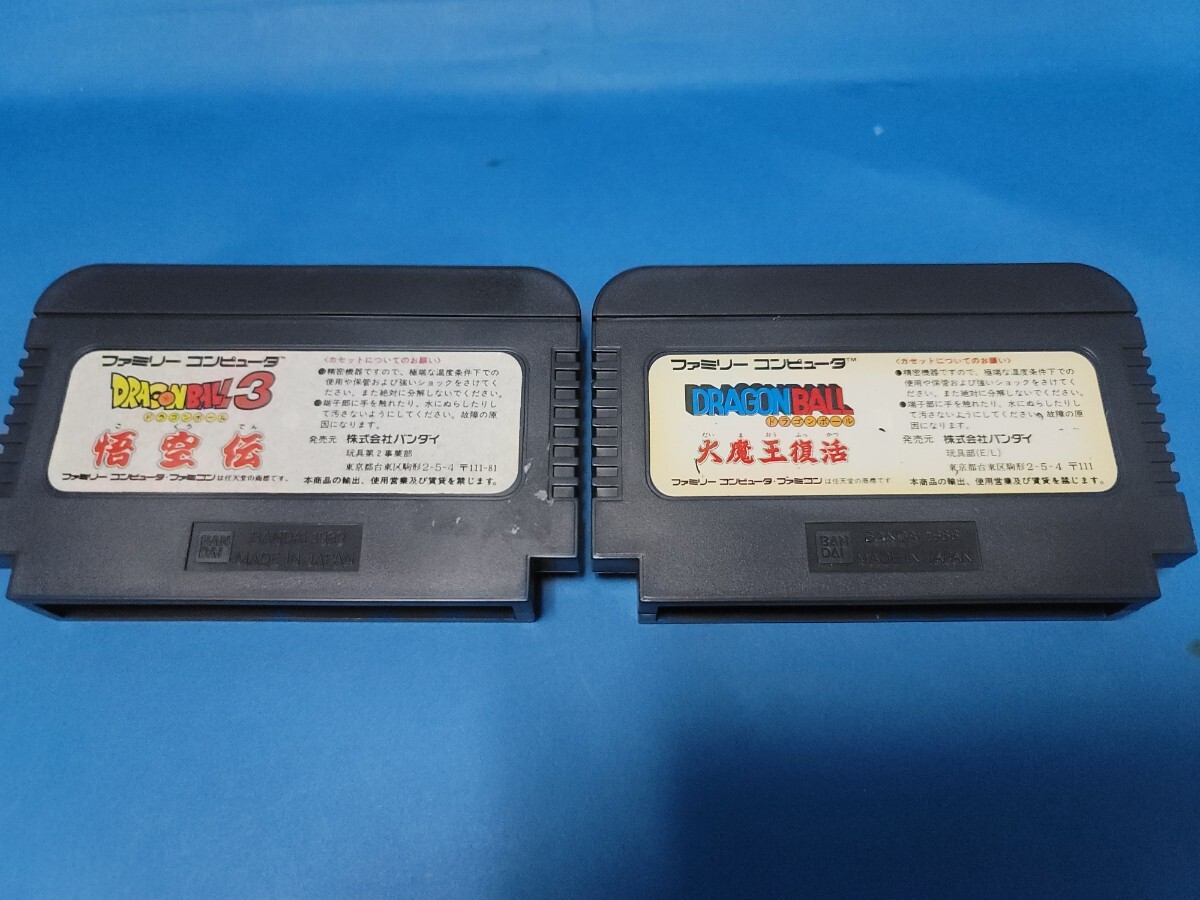 ファミリー コンピュータ™
DRAGON BALL 3
ドラゴンボール
ご くう でん
悟空伝
ファミリー コンピュータ・ファミコンは任天堂の商標です。
〈カセットについてのお願い〉
●精密機器ですので、極端な温度条件下での
使用や保管および強いショックをさけてく
ださい。また絶対に分解しないでください。
●端子部に手を触れたり、水にぬらしたりし
て汚さないようにしてください。故障の原
因になります。
発売元 株式会社バンダイ
玩具第2事業部
東京都台東区駒形2-5-4 〒111-81
本商品の輸出、使用営業及び賃貸を禁じます。
BAN
DAI
BANDAI
MADE IN JAPAN
ファミリー コンピュータ™
DRAGON BALL
ドラゴンボール
だい ま おう ふっ かつ
大魔王復活
ファミリー コンピュータ・ファミコンは任天堂の商標です
〈カセットについてのお願い〉
●精密機器ですので、極端な温度条件下での
使用や保管および強いショックをさけてく
ださい。また絶対に分解しないでください。
●端子部に手を触れたり、水にぬらしたりし
て汚さないようにしてください。故障の原
因になります。
発売元 株式会社バンダイ
玩具部(E/L)
東京都台東区駒形2-5-4 〒111
本商品の輸出、使用営業及び賃貸を禁じます。
BAN
DAI
BANDAI 1988
MADE IN JAPAN